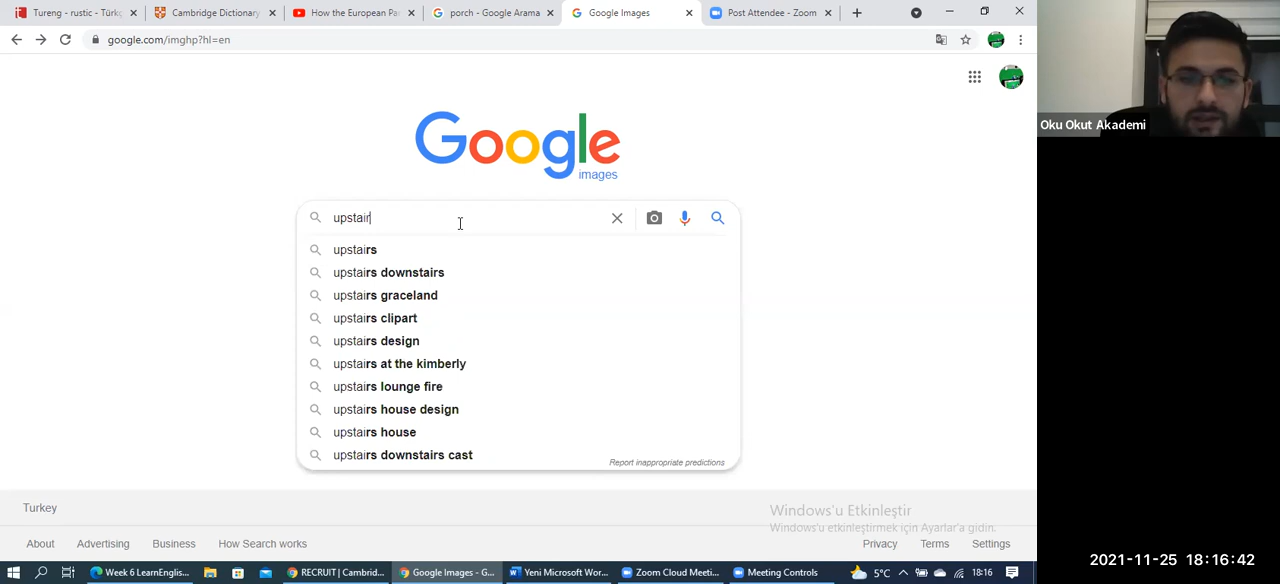 Tureng - rustic - Türkç
Cambridge Dictionary
How the European Pa
porch - Google Arama
Google Images
Post Attendee - Zoom
google.com/imghp?hl=en
Oku Okut Akademi
Google
images
upstair
upstairs
upstairs downstairs
upstairs graceland
upstairs clipart
upstairs design
upstairs at the kimberly
upstairs lounge fire
upstairs house design
upstairs house
upstairs downstairs cast
Report inappropriate predictions
Turkey
Windows'u Etkinleştir
Windows'u etkinleştirmek için Ayarlar'a gidin.
About Advertising Business How Search works Privacy Terms Settings
2021-11-25 18:16:42
Week 6 LearnEnglis...
RECRUIT | Cambrid...
Google Images - G...
Yeni Microsoft Wor...
Zoom Cloud Meeti...
Meeting Controls
5°C
18:16